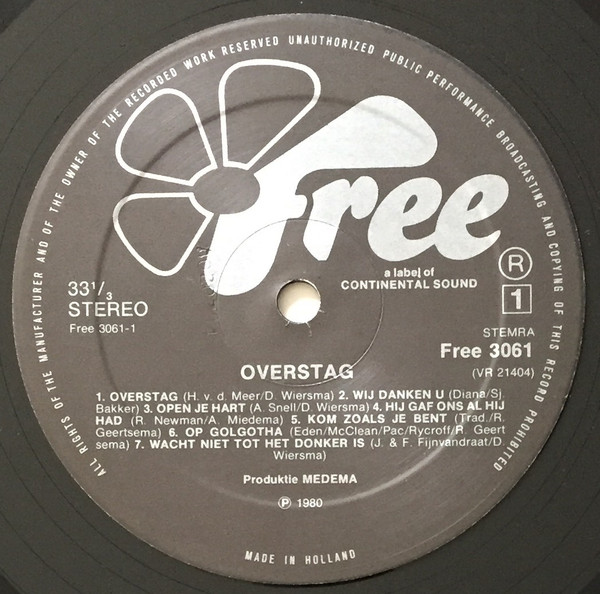 ALL RIGHTS OF THE MANUFACTURER AND OF THE OWNER OF THE RECORDED WORK RESERVED UNAUTHORIZED PUBLIC PERFORMANCE BROADCASTING AND COPYING OF THIS RECORD PROHIBITED
Free
a label of
CONTINENTAL SOUND
R
1
33 1/3
STEREO
Free 3061-1
STEMRA
Free 3061
(VR 21404)
OVERSTAG
1. OVERSTAG (H. v. d. Meer/D. Wiersma) 2. WIJ DANKEN U (Diana/Sj.
Bakker) 3. OPEN JE HART (A. Snell/D. Wiersma) 4. HIJ GAF ONS AL HIJ
HAD (R. Newman/A. Miedema) 5. KOM ZOALS JE BENT (Trad./R.
Geertsema) 6. OP GOLGOTHA (Eden/McClean/Pac/Rycroff/R. Geert
sema) 7. WACHT NIET TOT HET DONKER IS (J. & F. Fijnvandraat/D.
Wiersma)
Produktie MEDEMA
℗ 1980
MADE IN HOLLAND